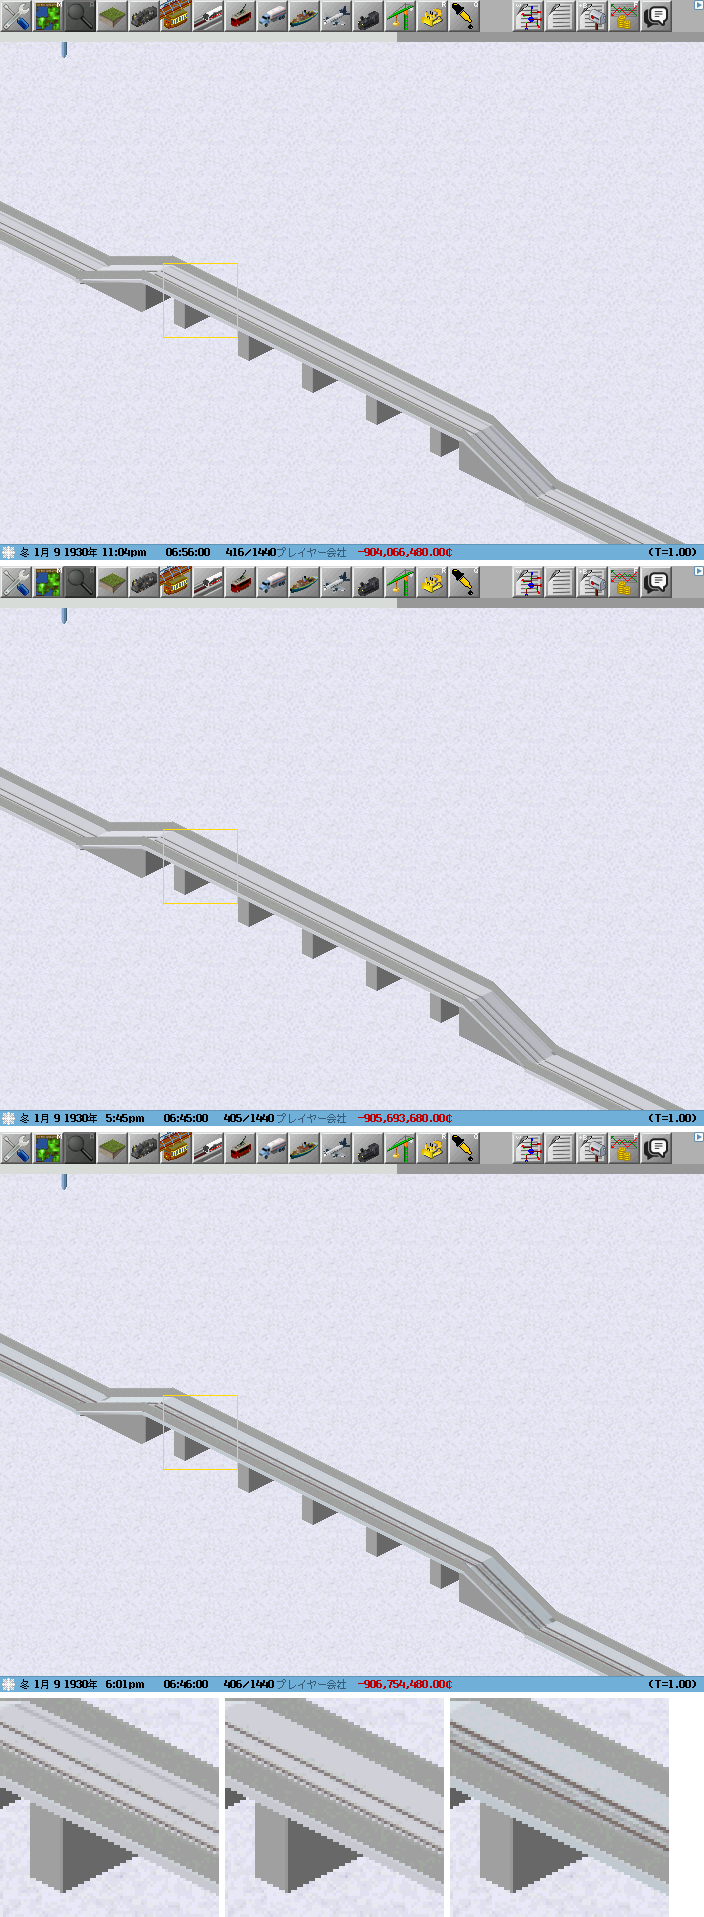 冬 1月 9 1930年 11:04pm 06:56:00 416/1440 プレイヤー会社 -904,066,480.00¢ (T=1.00)
冬 1月 9 1930年 5:45pm 06:45:00 405/1440 プレイヤー会社 -905,693,680.00¢ (T=1.00)
冬 1月 9 1930年 6:01pm 06:46:00 406/1440 プレイヤー会社 -906,754,480.00¢ (T=1.00)